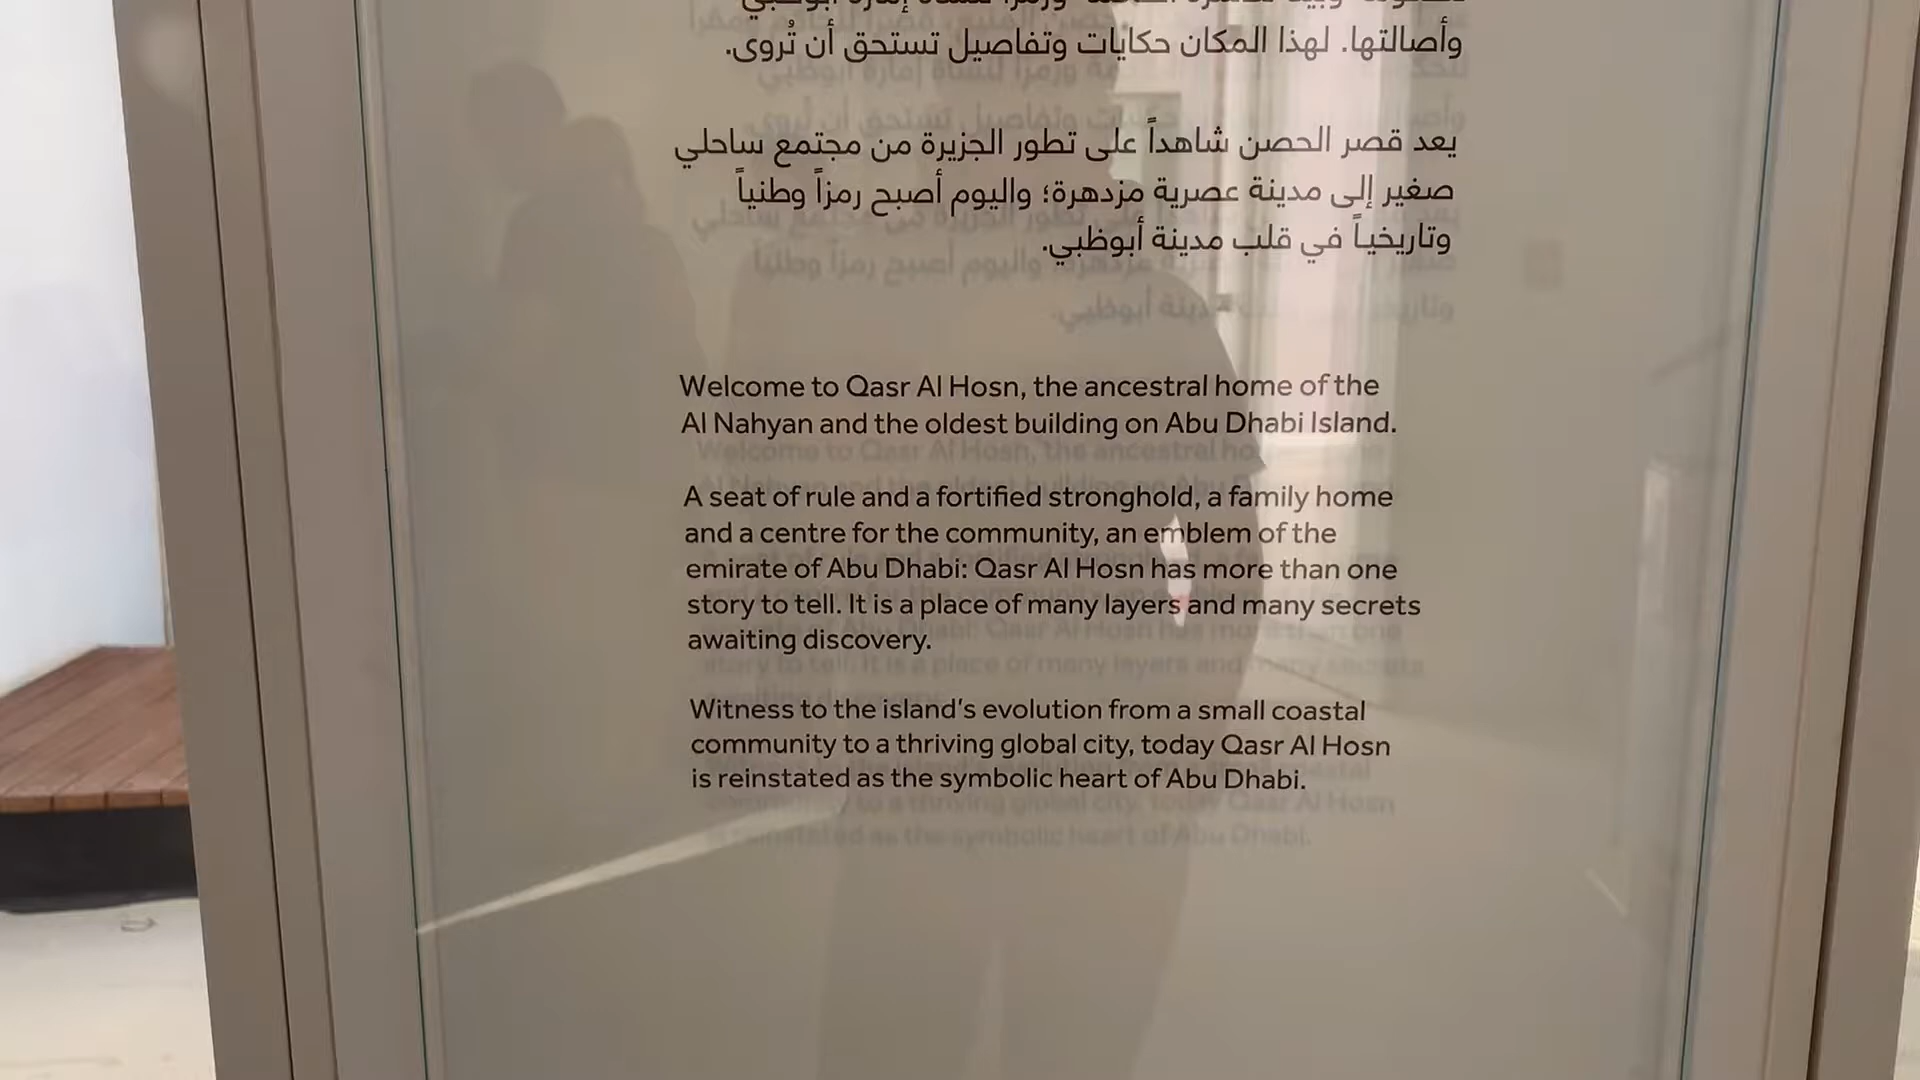 وأصالتها. لهذا المكان حكايات وتفاصيل تستحق أن تُروى.
يعد قصر الحصن شاهداً على تطور الجزيرة من مجتمع ساحلي
صغير إلى مدينة عصرية مزدهرة؛ واليوم أصبح رمزاً وطنياً
وتاريخياً في قلب مدينة أبوظبي.
Welcome to Qasr Al Hosn, the ancestral home of the
Al Nahyan and the oldest building on Abu Dhabi Island.
A seat of rule and a fortified stronghold, a family home
and a centre for the community, an emblem of the
emirate of Abu Dhabi: Qasr Al Hosn has more than one
story to tell. It is a place of many layers and many secrets
awaiting discovery.
Witness to the island's evolution from a small coastal
community to a thriving global city, today Qasr Al Hosn
is reinstated as the symbolic heart of Abu Dhabi.